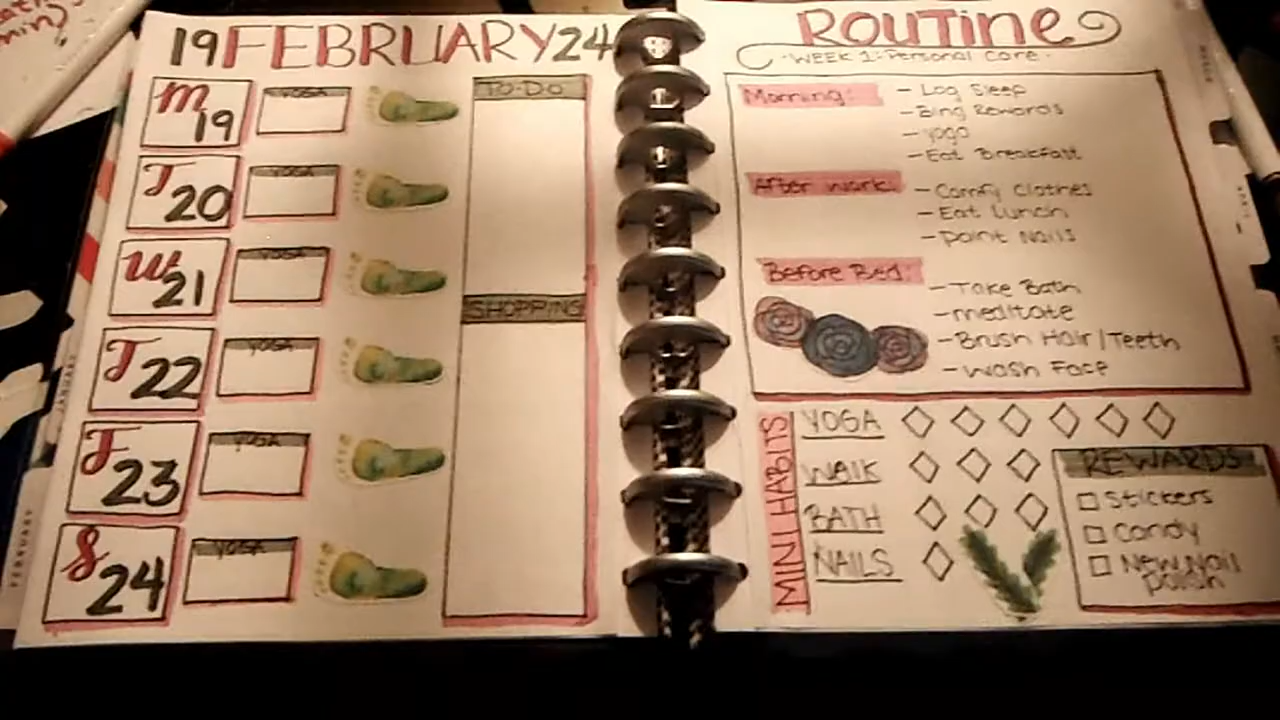 19 FEBRUARY 24
M 19
YOGA
T 20
YOGA
W 21
YOGA
T 22
YOGA
F 23
YOGA
S 24
YOGA
TO-DO
SHOPPING
ROUTINE
-WEEK 1: Personal Care-
Morning:
- Log Sleep
- Bing Rewards
- Yoga
- Eat Breakfast
After work:
- Comfy Clothes
- Eat Lunch
- Paint Nails
Before Bed:
- Take Bath
- meditate
- Brush Hair/Teeth
- Wash Face
MINI HABITS
YOGA
WALK
BATH
NAILS
REWARDS
Stickers
Candy
New Nail
Polish
FEBRUARY
min)